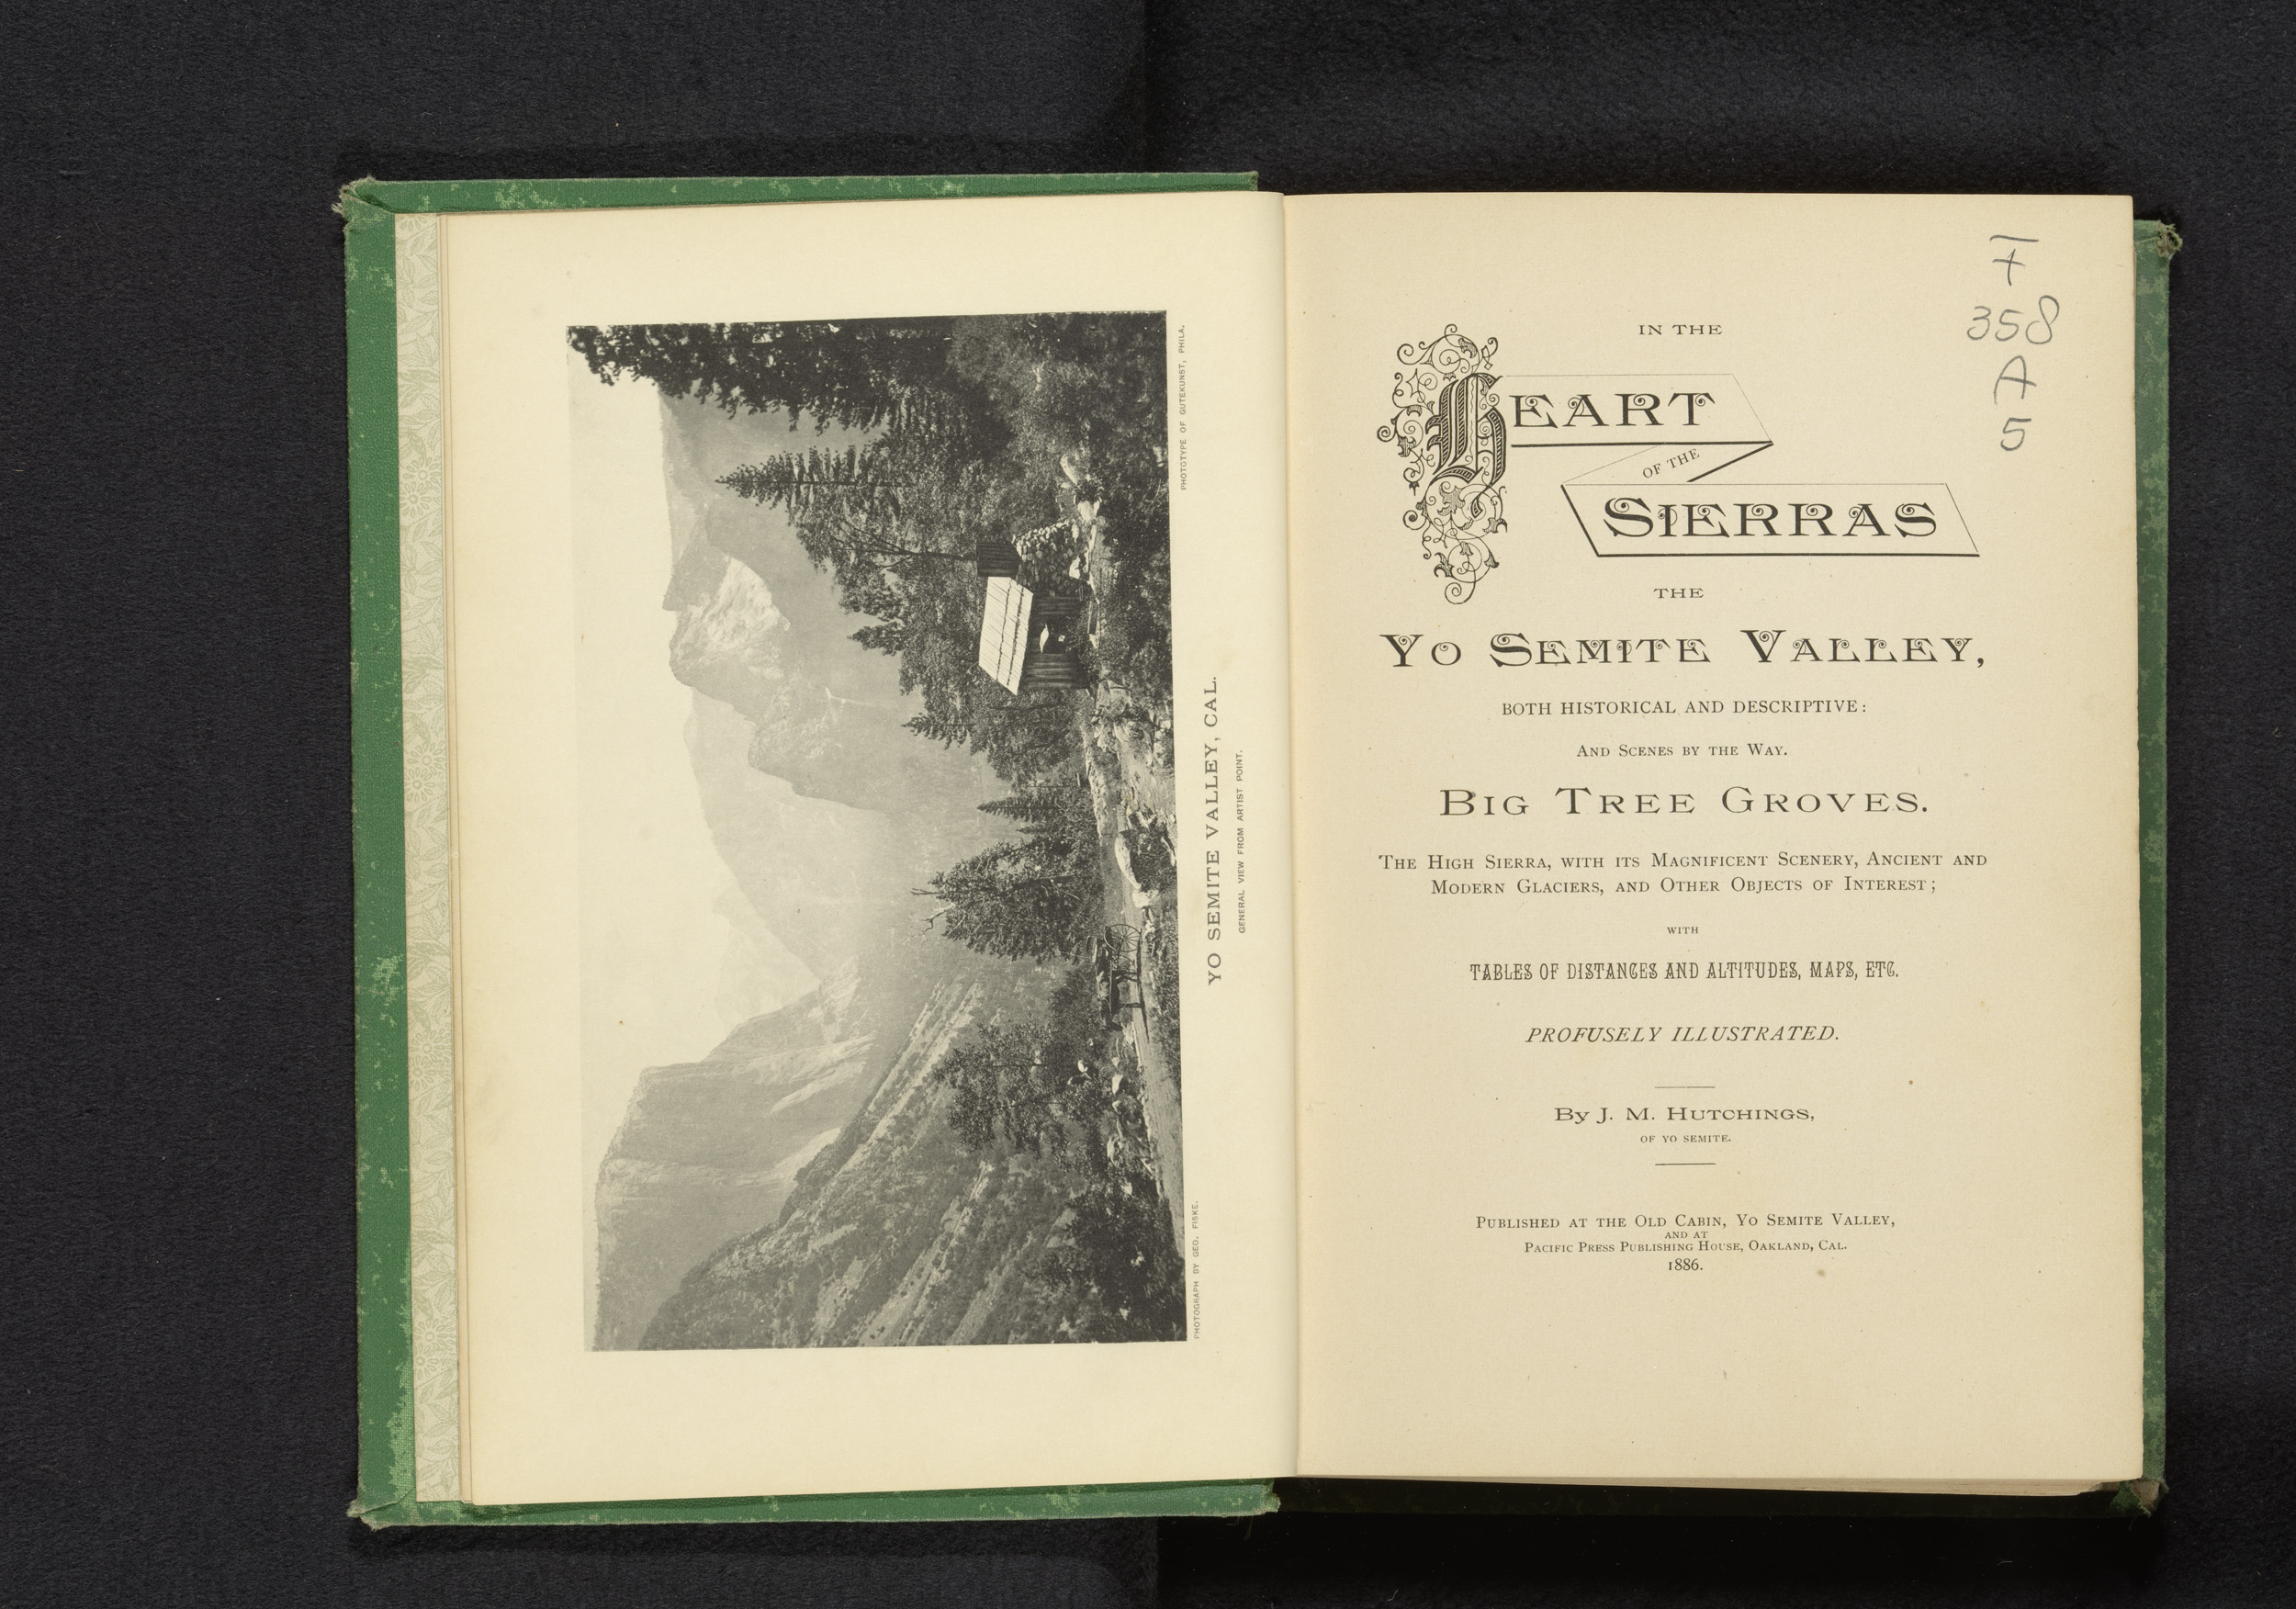 PHOTOGRAPH BY GEO. FISKE.
PHOTOTYPE OF GUTEKUNST, PHILA.
YO SEMITE VALLEY, CAL.
GENERAL VIEW FROM ARTIST POINT.
F
358
A
5
IN THE
HEART
OF THE
SIERRAS
THE
YO SEMITE VALLEY,
BOTH HISTORICAL AND DESCRIPTIVE:
AND SCENES BY THE WAY.
BIG TREE GROVES.
THE HIGH SIERRA, WITH ITS MAGNIFICENT SCENERY, ANCIENT AND
MODERN GLACIERS, AND OTHER OBJECTS OF INTEREST;
WITH
TABLES OF DISTANCES AND ALTITUDES, MAPS, ETC.
PROFUSELY ILLUSTRATED.
By J. M. HUTCHINGS,
OF YO SEMITE.
PUBLISHED AT THE OLD CABIN, YO SEMITE VALLEY,
AND AT
PACIFIC PRESS PUBLISHING HOUSE, OAKLAND, CAL.
1886.